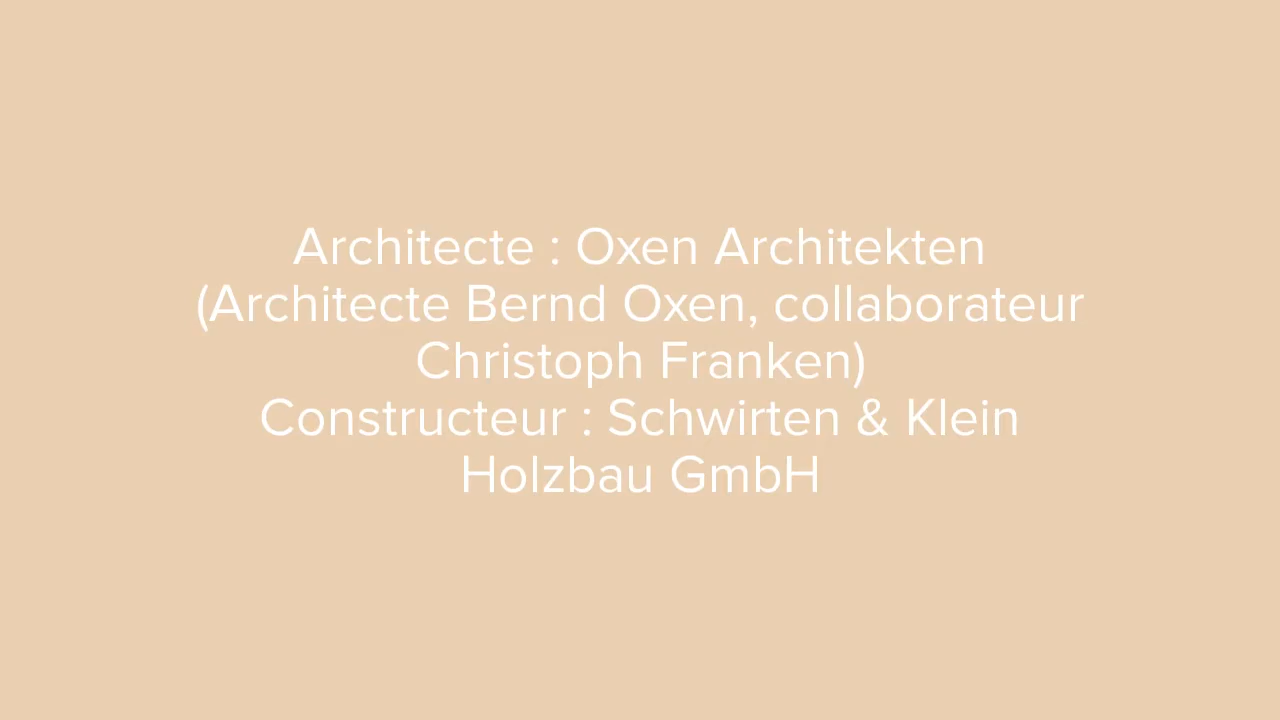 Architecte : Oxen Architekten
(Architecte Bernd Oxen, collaborateur
Christoph Franken)
Constructeur : Schwirten & Klein
Holzbau GmbH